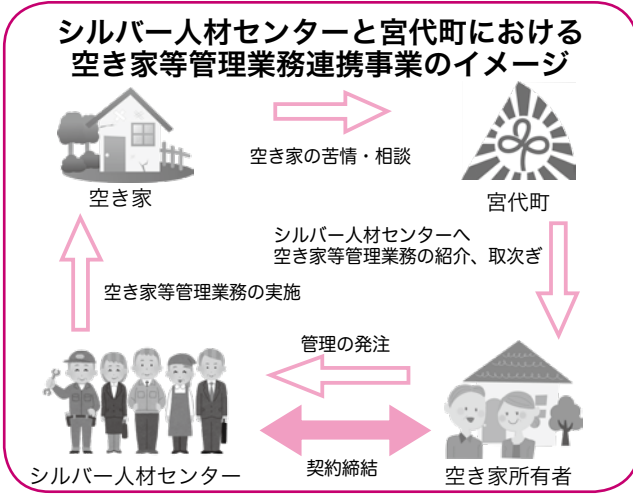 シルバー人材センターと宮代町における
空き家等管理業務連携事業のイメージ
空き家の苦情・相談
空き家
宮代町
シルバー人材センターへ
空き家等管理業務の紹介、取次ぎ
空き家等管理業務の実施
管理の発注
シルバー人材センター
契約締結
空き家所有者